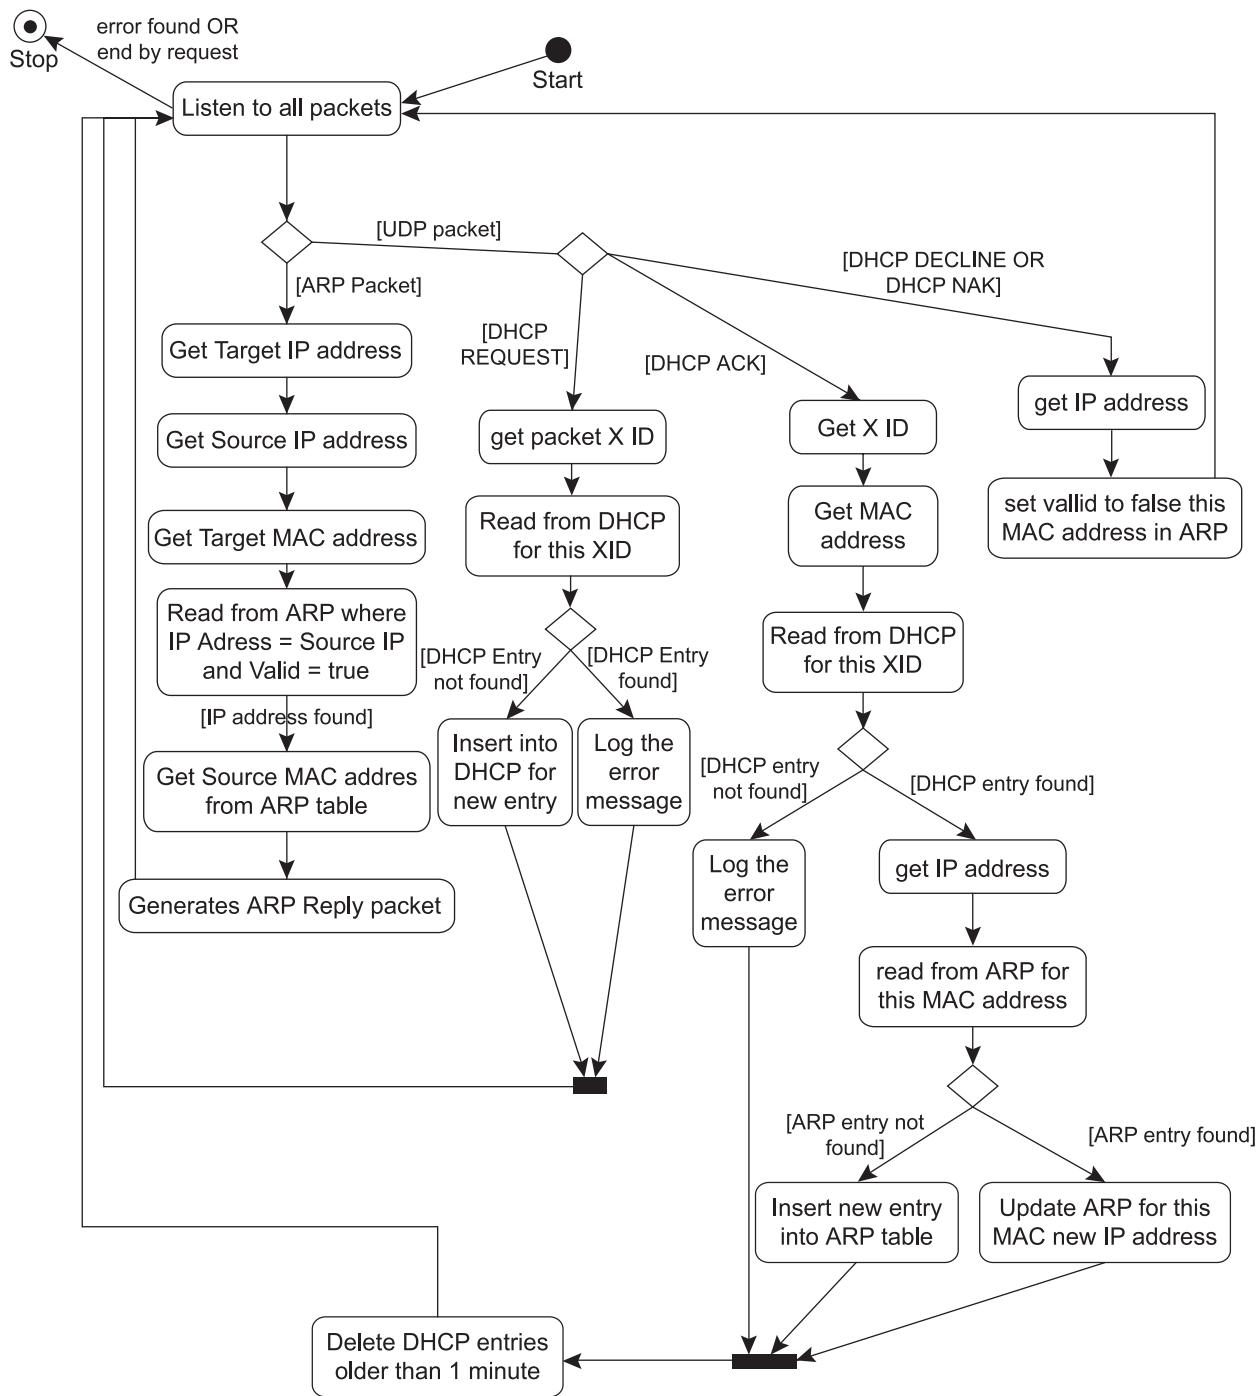 error found OR
end by request
Stop
Start
Listen to all packets
[UDP packet]
[ARP Packet]
[DHCP DECLINE OR
DHCP NAK]
[DHCP
REQUEST]
[DHCP ACK]
Get Target IP address
Get Source IP address
Get Target MAC address
Read from ARP where
IP Adress = Source IP
and Valid = true
[IP address found]
Get Source MAC addres
from ARP table
Generates ARP Reply packet
get packet X ID
Read from DHCP
for this XID
[DHCP Entry
not found]
[DHCP Entry
found]
Insert into
DHCP for
new entry
Log the
error
message
Get X ID
Get MAC
address
Read from DHCP
for this XID
[DHCP entry
not found]
[DHCP entry found]
Log the
error
message
get IP address
read from ARP for
this MAC address
[ARP entry not
found]
[ARP entry found]
Insert new entry
into ARP table
Update ARP for this
MAC new IP address
get IP address
set vallid to false this
MAC address in ARP
Delete DHCP entries
older than 1 minute